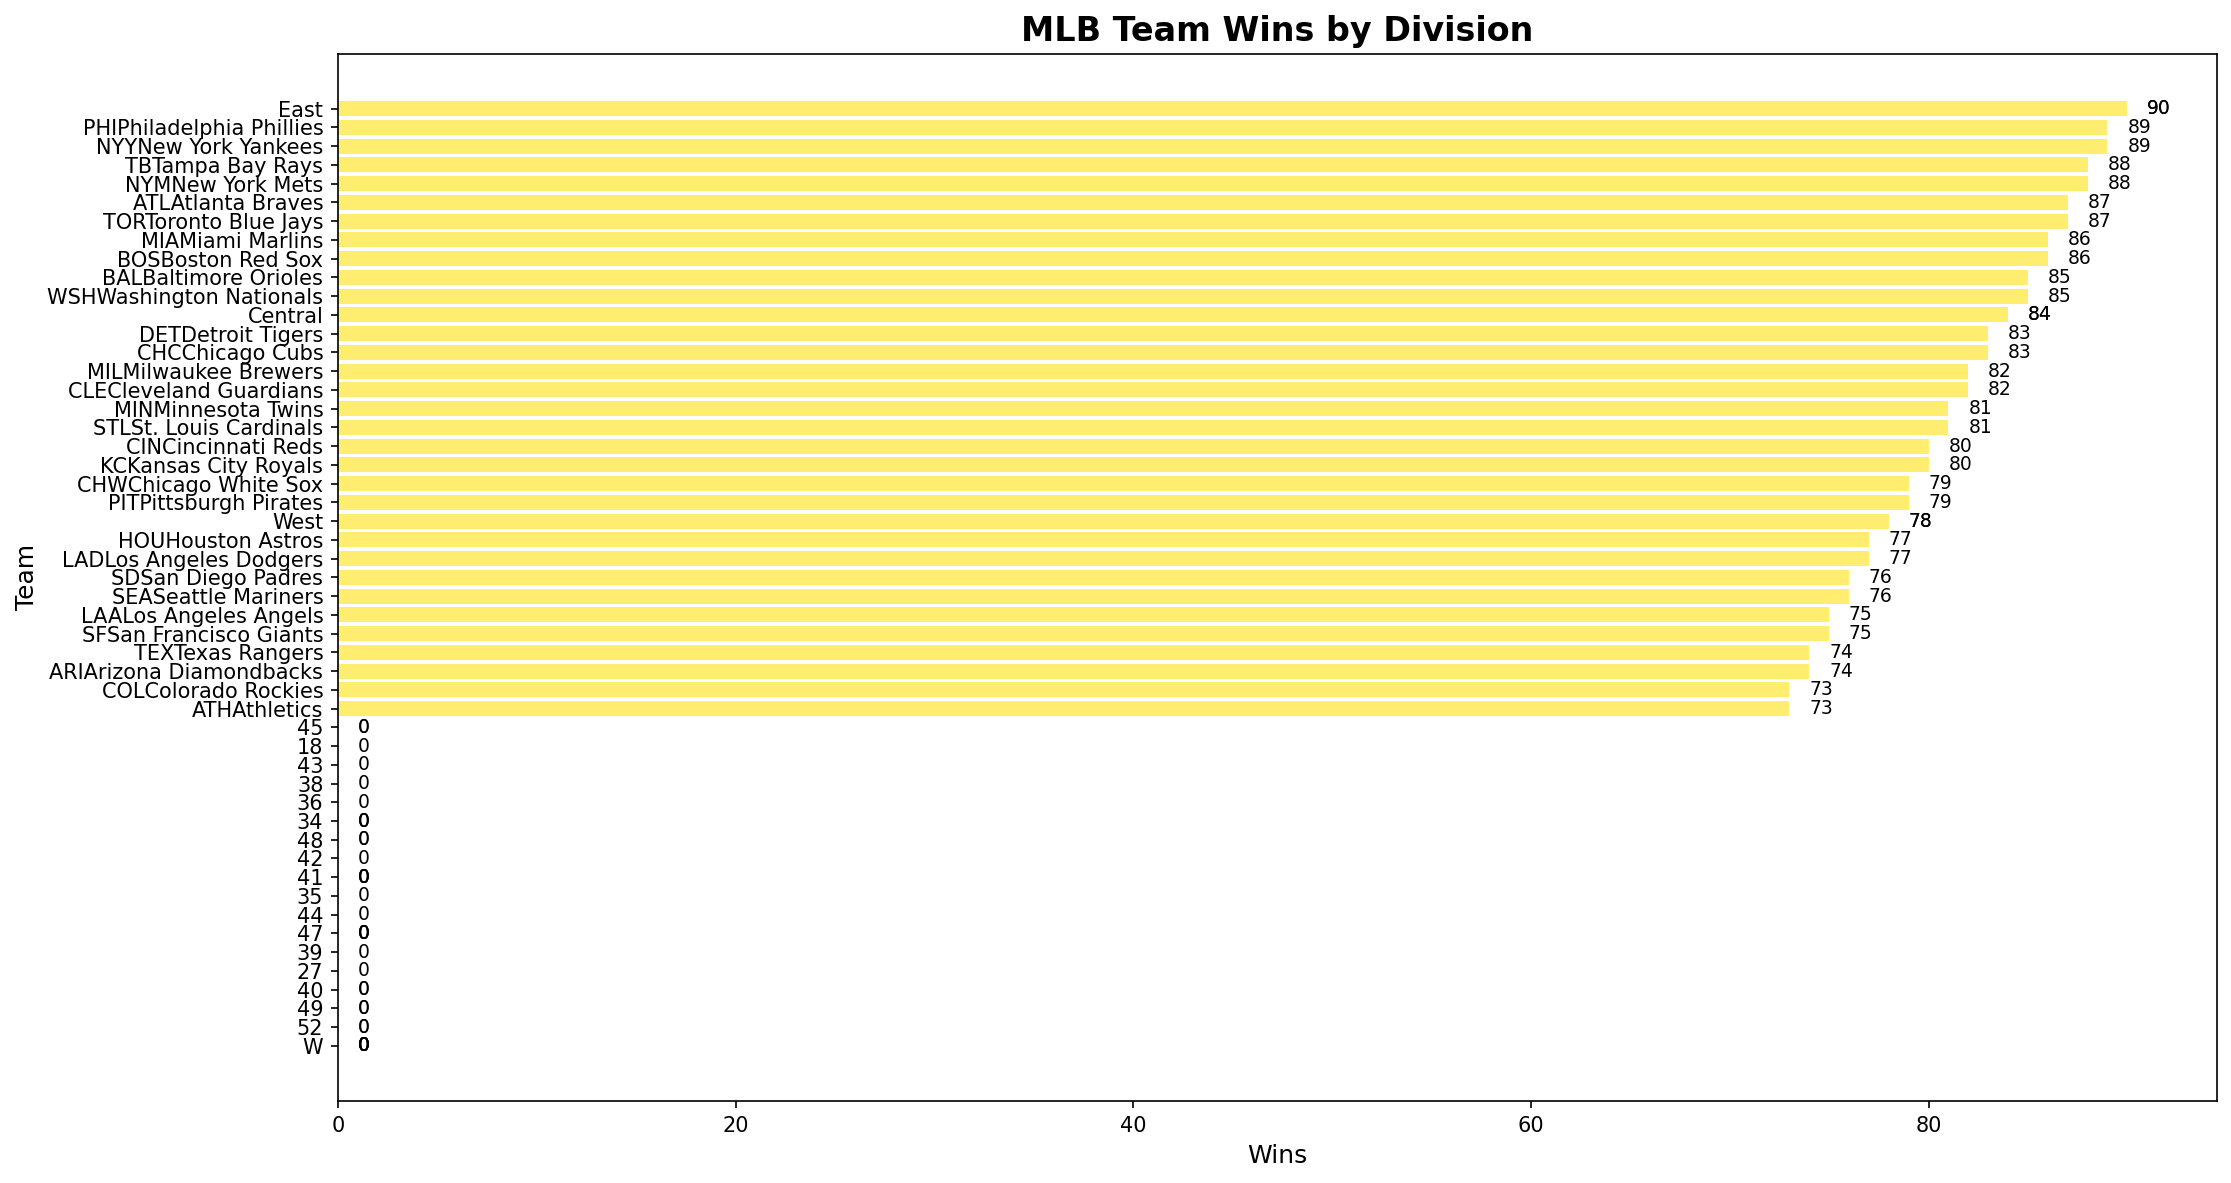 MLB Team Wins by Division
East 90
PHIPhiladelphia Phillies 89
NYYNew York Yankees 89
TBTampa Bay Rays 88
NYMNew York Mets 88
ATLAtlanta Braves 87
TORToronto Blue Jays 87
MIAMiami Marlins 86
BOSBoston Red Sox 86
BALBaltimore Orioles 85
WSHWashington Nationals 85
Central 84
DETDetroit Tigers 83
CHCChicago Cubs 83
MILMilwaukee Brewers 82
CLECleveland Guardians 82
MINMinnesota Twins 81
STLSt. Louis Cardinals 81
CINCincinnati Reds 80
KCKansas City Royals 80
CHWChicago White Sox 79
PITPittsburgh Pirates 79
West 78
HOUHouston Astros 77
LADLos Angeles Dodgers 77
SDSan Diego Padres 76
SEASeattle Mariners 76
LAALos Angeles Angels 75
SFSan Francisco Giants 75
TEXTexas Rangers 74
ARIArizona Diamondbacks 74
COLColorado Rockies 73
ATHAthletics 73
45 0
18 0
43 0
38 0
36 0
34 0
48 0
42 0
41 0
35 0
44 0
47 0
39 0
27 0
40 0
49 0
52 0
W 0
Team
0 20 40 60 80
Wins